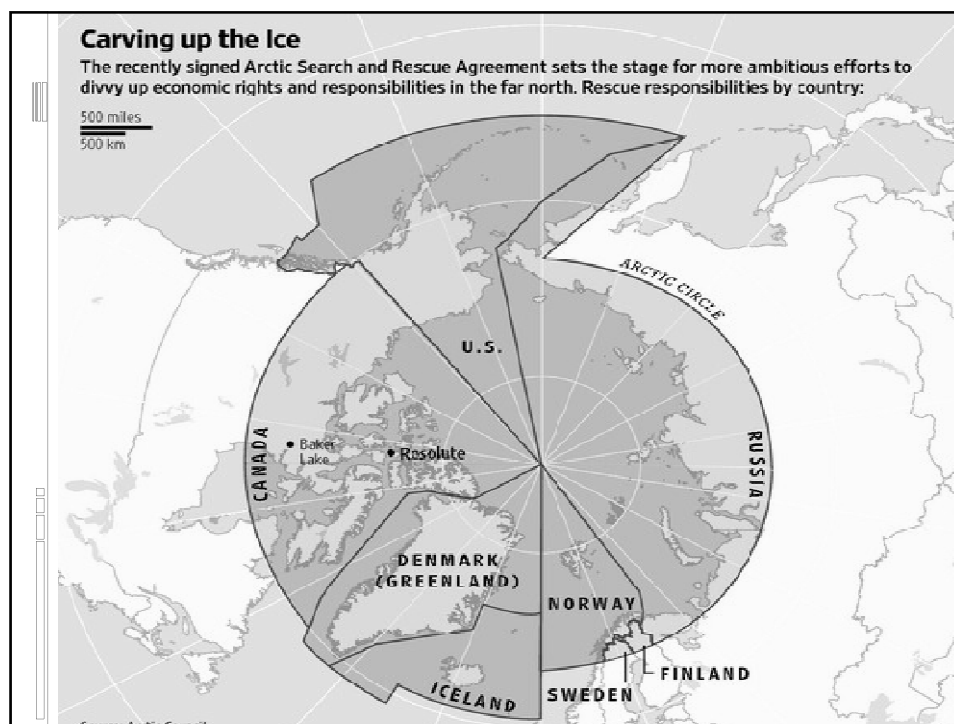 Carving up the Ice
The recently signed Arctic Search and Rescue Agreement sets the stage for more ambitious efforts to
divvy up economic rights and responsibilities in the far north. Rescue responsibilities by country:
500 miles
500 km
ARCTIC CIRCLE
U.S.
CANADA
Baker
Lake
Resolute
RUSSIA
DENMARK
(GREENLAND)
NORWAY
ICELAND
SWEDEN
FINLAND